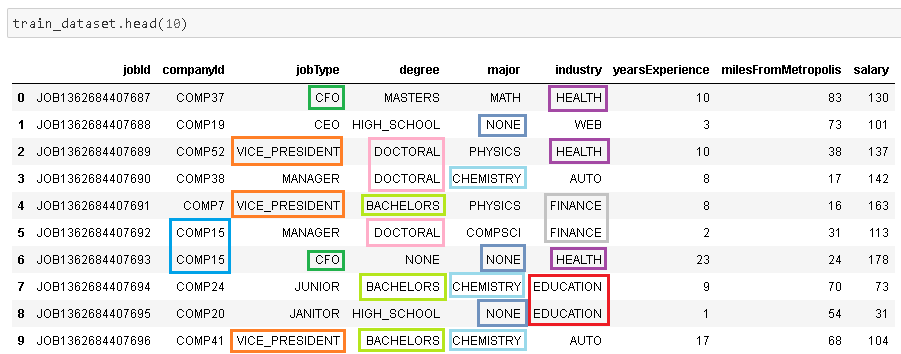 train_dataset.head(10)
jobId companyId jobType degree major industry yearsExperience milesFromMetropolis salary
0 JOB1362684407687 COMP37 CFO MASTERS MATH HEALTH 10 83 130
1 JOB1362684407688 COMP19 CEO HIGH_SCHOOL NONE WEB 3 73 101
2 JOB1362684407689 COMP52 VICE_PRESIDENT DOCTORAL PHYSICS HEALTH 10 38 137
3 JOB1362684407690 COMP38 MANAGER DOCTORAL CHEMISTRY AUTO 8 17 142
4 JOB1362684407691 COMP7 VICE_PRESIDENT BACHELORS PHYSICS FINANCE 8 16 163
5 JOB1362684407692 COMP15 MANAGER DOCTORAL COMPSCI FINANCE 2 31 113
6 JOB1362684407693 COMP15 CFO NONE NONE HEALTH 23 24 178
7 JOB1362684407694 COMP24 JUNIOR BACHELORS CHEMISTRY EDUCATION 9 70 73
8 JOB1362684407695 COMP20 JANITOR HIGH_SCHOOL NONE EDUCATION 1 54 31
9 JOB1362684407696 COMP41 VICE_PRESIDENT BACHELORS CHEMISTRY AUTO 17 68 104